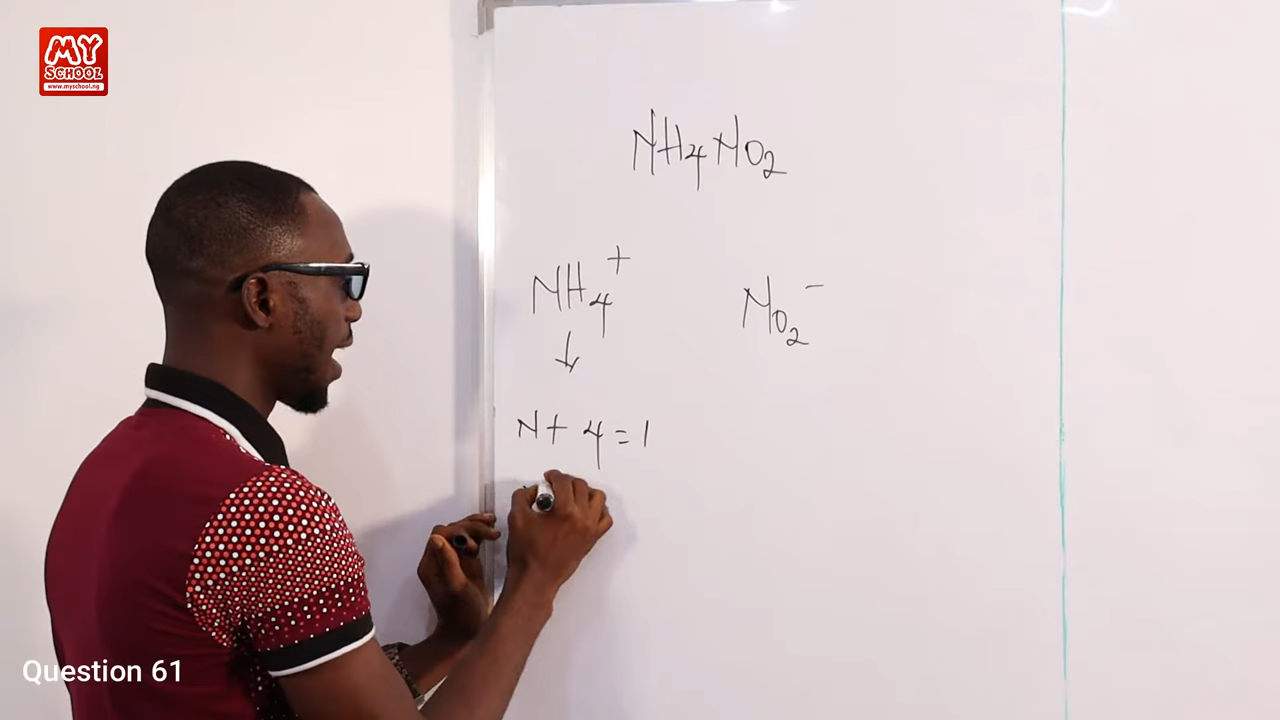 MY
SCHOOL
www.myschool.ng
NH4NO2
NH4+
NO2-
↓
N + 4 = 1
Question 61